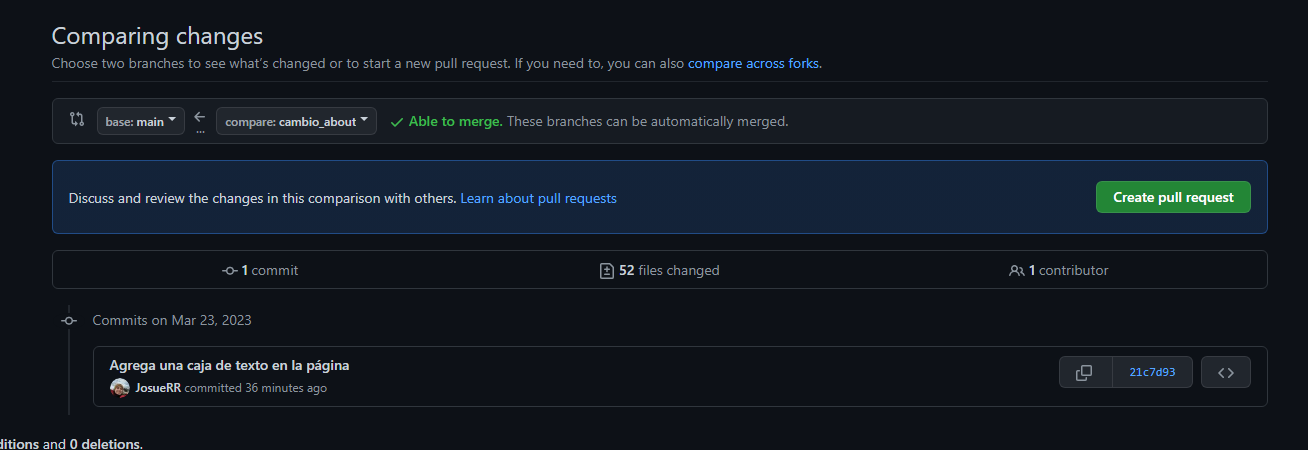 Comparing changes
Choose two branches to see what's changed or to start a new pull request. If you need to, you can also compare across forks.
base: main ... compare: cambio_about Able to merge. These branches can be automatically merged.
Discuss and review the changes in this comparison with others. Learn about pull requests Create pull request
1 commit 52 files changed 1 contributor
Commits on Mar 23, 2023
Agrega una caja de texto en la página
JosueRR committed 36 minutes ago 21c7d93
ditions and 0 deletions.